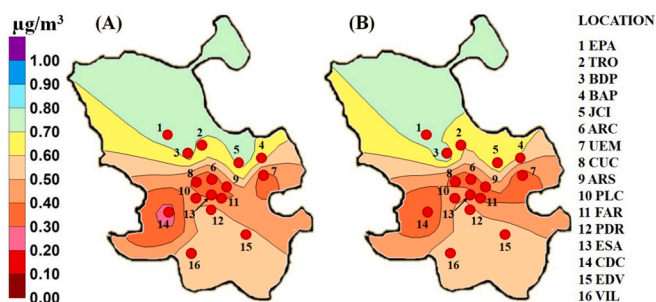 µg/m³
1.00
0.90
0.80
0.70
0.60
0.50
0.40
0.30
0.20
0.10
0.00
(A)
1
2
3
4
5
6
7
8
9
10
11
12
13
14
15
16
(B)
1
2
3
4
5
6
7
8
9
10
11
12
13
14
15
16
LOCATION
1 EPA
2 TRO
3 BDP
4 BAP
5 JCI
6 ARC
7 UEM
8 CUC
9 ARS
10 PLC
11 FAR
12 PDR
13 ESA
14 CDC
15 EDV
16 VIL